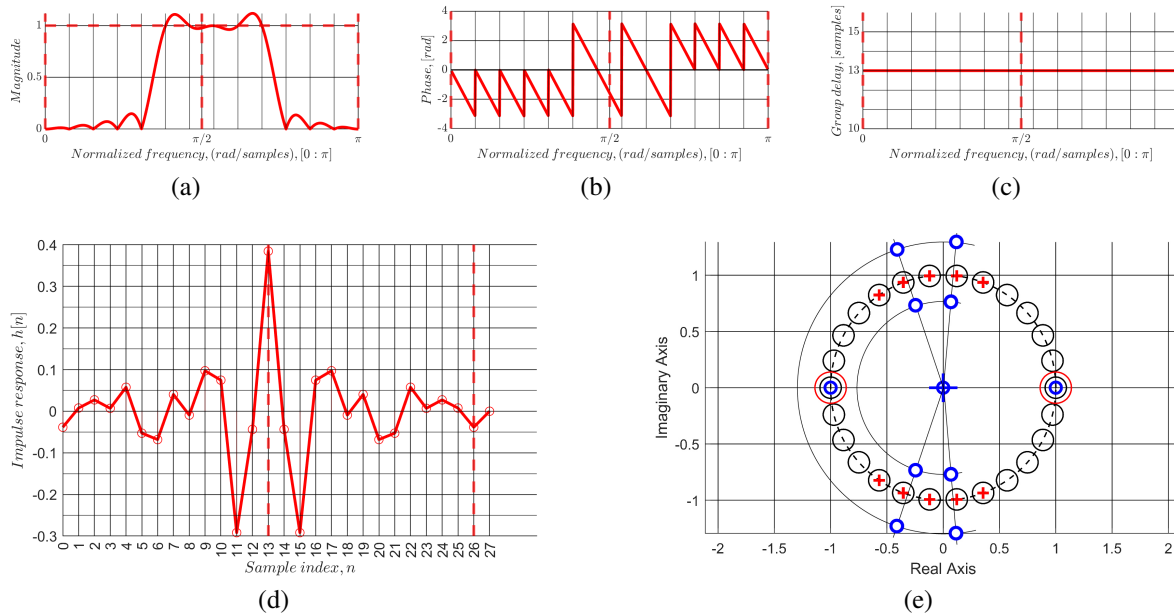 1
0.5
0
Magnitude
0
π/2
π
Normalized frequency, (rad/samples), [0 : π]
(a)
4
2
0
-2
-4
Phase, [rad]
0
π/2
π
Normalized frequency, (rad/samples), [0 : π]
(b)
15
13
10
Group delay, [samples]
0
π/2
Normalized frequency, (rad/samples), [0 : π]
(c)
0.4
0.3
0.2
0.1
0
-0.1
-0.2
-0.3
Impulse response, h[n]
0 1 2 3 4 5 6 7 8 9 10 11 12 13 14 15 16 17 18 19 20 21 22 23 24 25 26 27
Sample index, n
(d)
1
0.5
0
-0.5
-1
Imaginary Axis
-2 -1.5 -1 -0.5 0 0.5 1 1.5 2
Real Axis
(e)